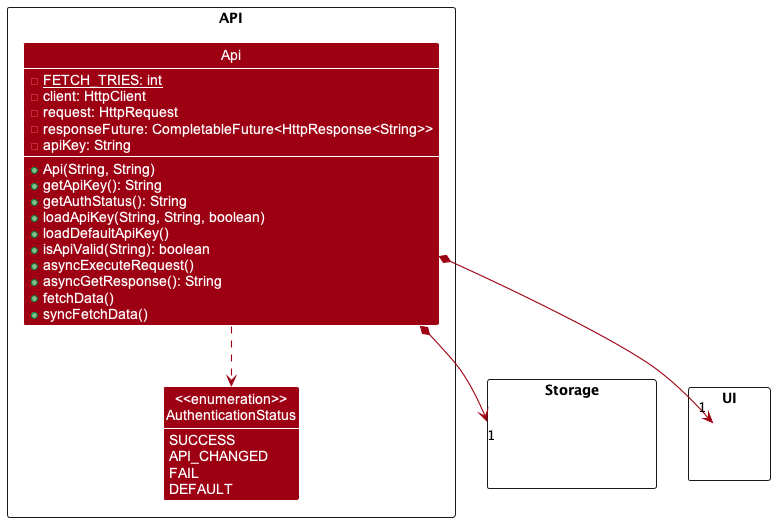 API
Api
FETCH_TRIES: int
client: HttpClient
request: HttpRequest
responseFuture: CompletableFuture<HttpResponse<String>>
apiKey: String
Api(String, String)
getApiKey(): String
getAuthStatus(): String
loadApiKey(String, String, boolean)
loadDefaultApiKey()
isApiValid(String): boolean
asyncExecuteRequest()
asyncGetResponse(): String
fetchData()
syncFetchData()
<<enumeration>>
AuthenticationStatus
SUCCESS
API_CHANGED
FAIL
DEFAULT
Storage
1
UI
1